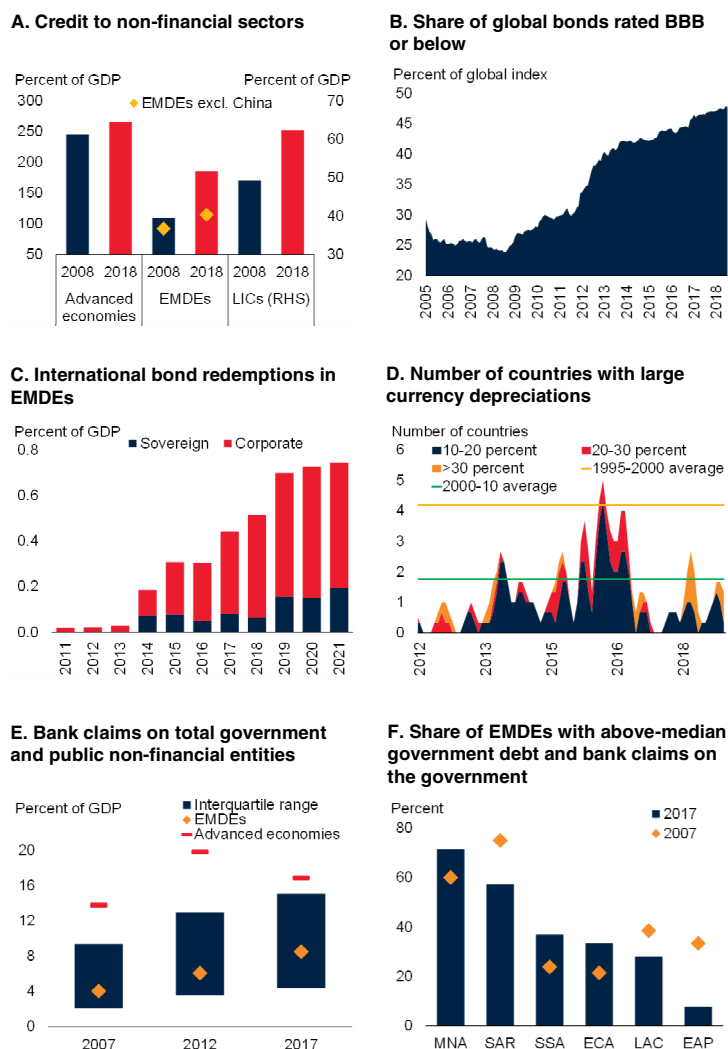 A. Credit to non-financial sectors
Percent of GDP
Percent of GDP
300
250
200
150
100
50
70
60
50
40
30
EMDEs excl. China
2008 2018 2008 2018 2008 2018
Advanced economies
EMDEs
LICs (RHS)
B. Share of global bonds rated BBB
or below
Percent of global index
50
45
40
35
30
25
20
2005
2006
2007
2008
2009
2010
2011
2012
2013
2014
2015
2016
2017
2018
C. International bond redemptions in
EMDEs
Percent of GDP
Sovereign
Corporate
0.8
0.6
0.4
0.2
0.0
2011
2012
2013
2014
2015
2016
2017
2018
2019
2020
2021
D. Number of countries with large
currency depreciations
Number of countries
10-20 percent
20-30 percent
>30 percent
1995-2000 average
2000-10 average
6
5
4
3
2
1
0
2012
2013
2015
2016
2018
E. Bank claims on total government
and public non-financial entities
Percent of GDP
Interquartile range
EMDEs
Advanced economies
20
16
12
8
4
0
2007
2012
2017
F. Share of EMDEs with above-median
government debt and bank claims on
the government
Percent
2017
2007
80
60
40
20
0
MNA SAR SSA ECA LAC EAP